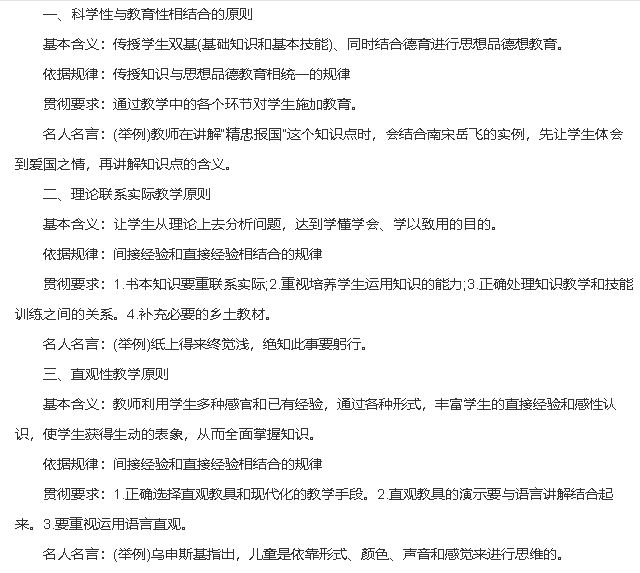 一、科学性与教育性相结合的原则
基本含义：传授学生双基(基础知识和基本技能)、同时结合德育进行思想品德想教育。
依据规律：传授知识与思想品德教育相统一的规律
贯彻要求：通过教学中的各个环节对学生施加教育。
名人名言：(举例)教师在讲解“精忠报国”这个知识点时，会结合南宋岳飞的实例，先让学生体会
到爱国之情，再讲解知识点的含义。
二、理论联系实际教学原则
基本含义：让学生从理论上去分析问题，达到学懂学会、学以致用的目的。
依据规律：间接经验和直接经验相结合的规律
贯彻要求：1.书本知识要重联系实际;2.重视培养学生运用知识的能力;3.正确处理知识教学和技能
训练之间的关系。4.补充必要的乡土教材。
名人名言：(举例)纸上得来终觉浅，绝知此事要躬行。
三、直观性教学原则
基本含义：教师利用学生多种感官和已有经验，通过各种形式，丰富学生的直接经验和感性认
识，使学生获得生动的表象，从而全面掌握知识。
依据规律：间接经验和直接经验相结合的规律
贯彻要求：1.正确选择直观教具和现代化的教学手段。2.直观教具的演示要与语言讲解结合起
来。3.要重视运用语言直观。
名人名言：(举例)乌申斯基指出，儿童是依靠形式、颜色、声音和感觉来进行思维的。